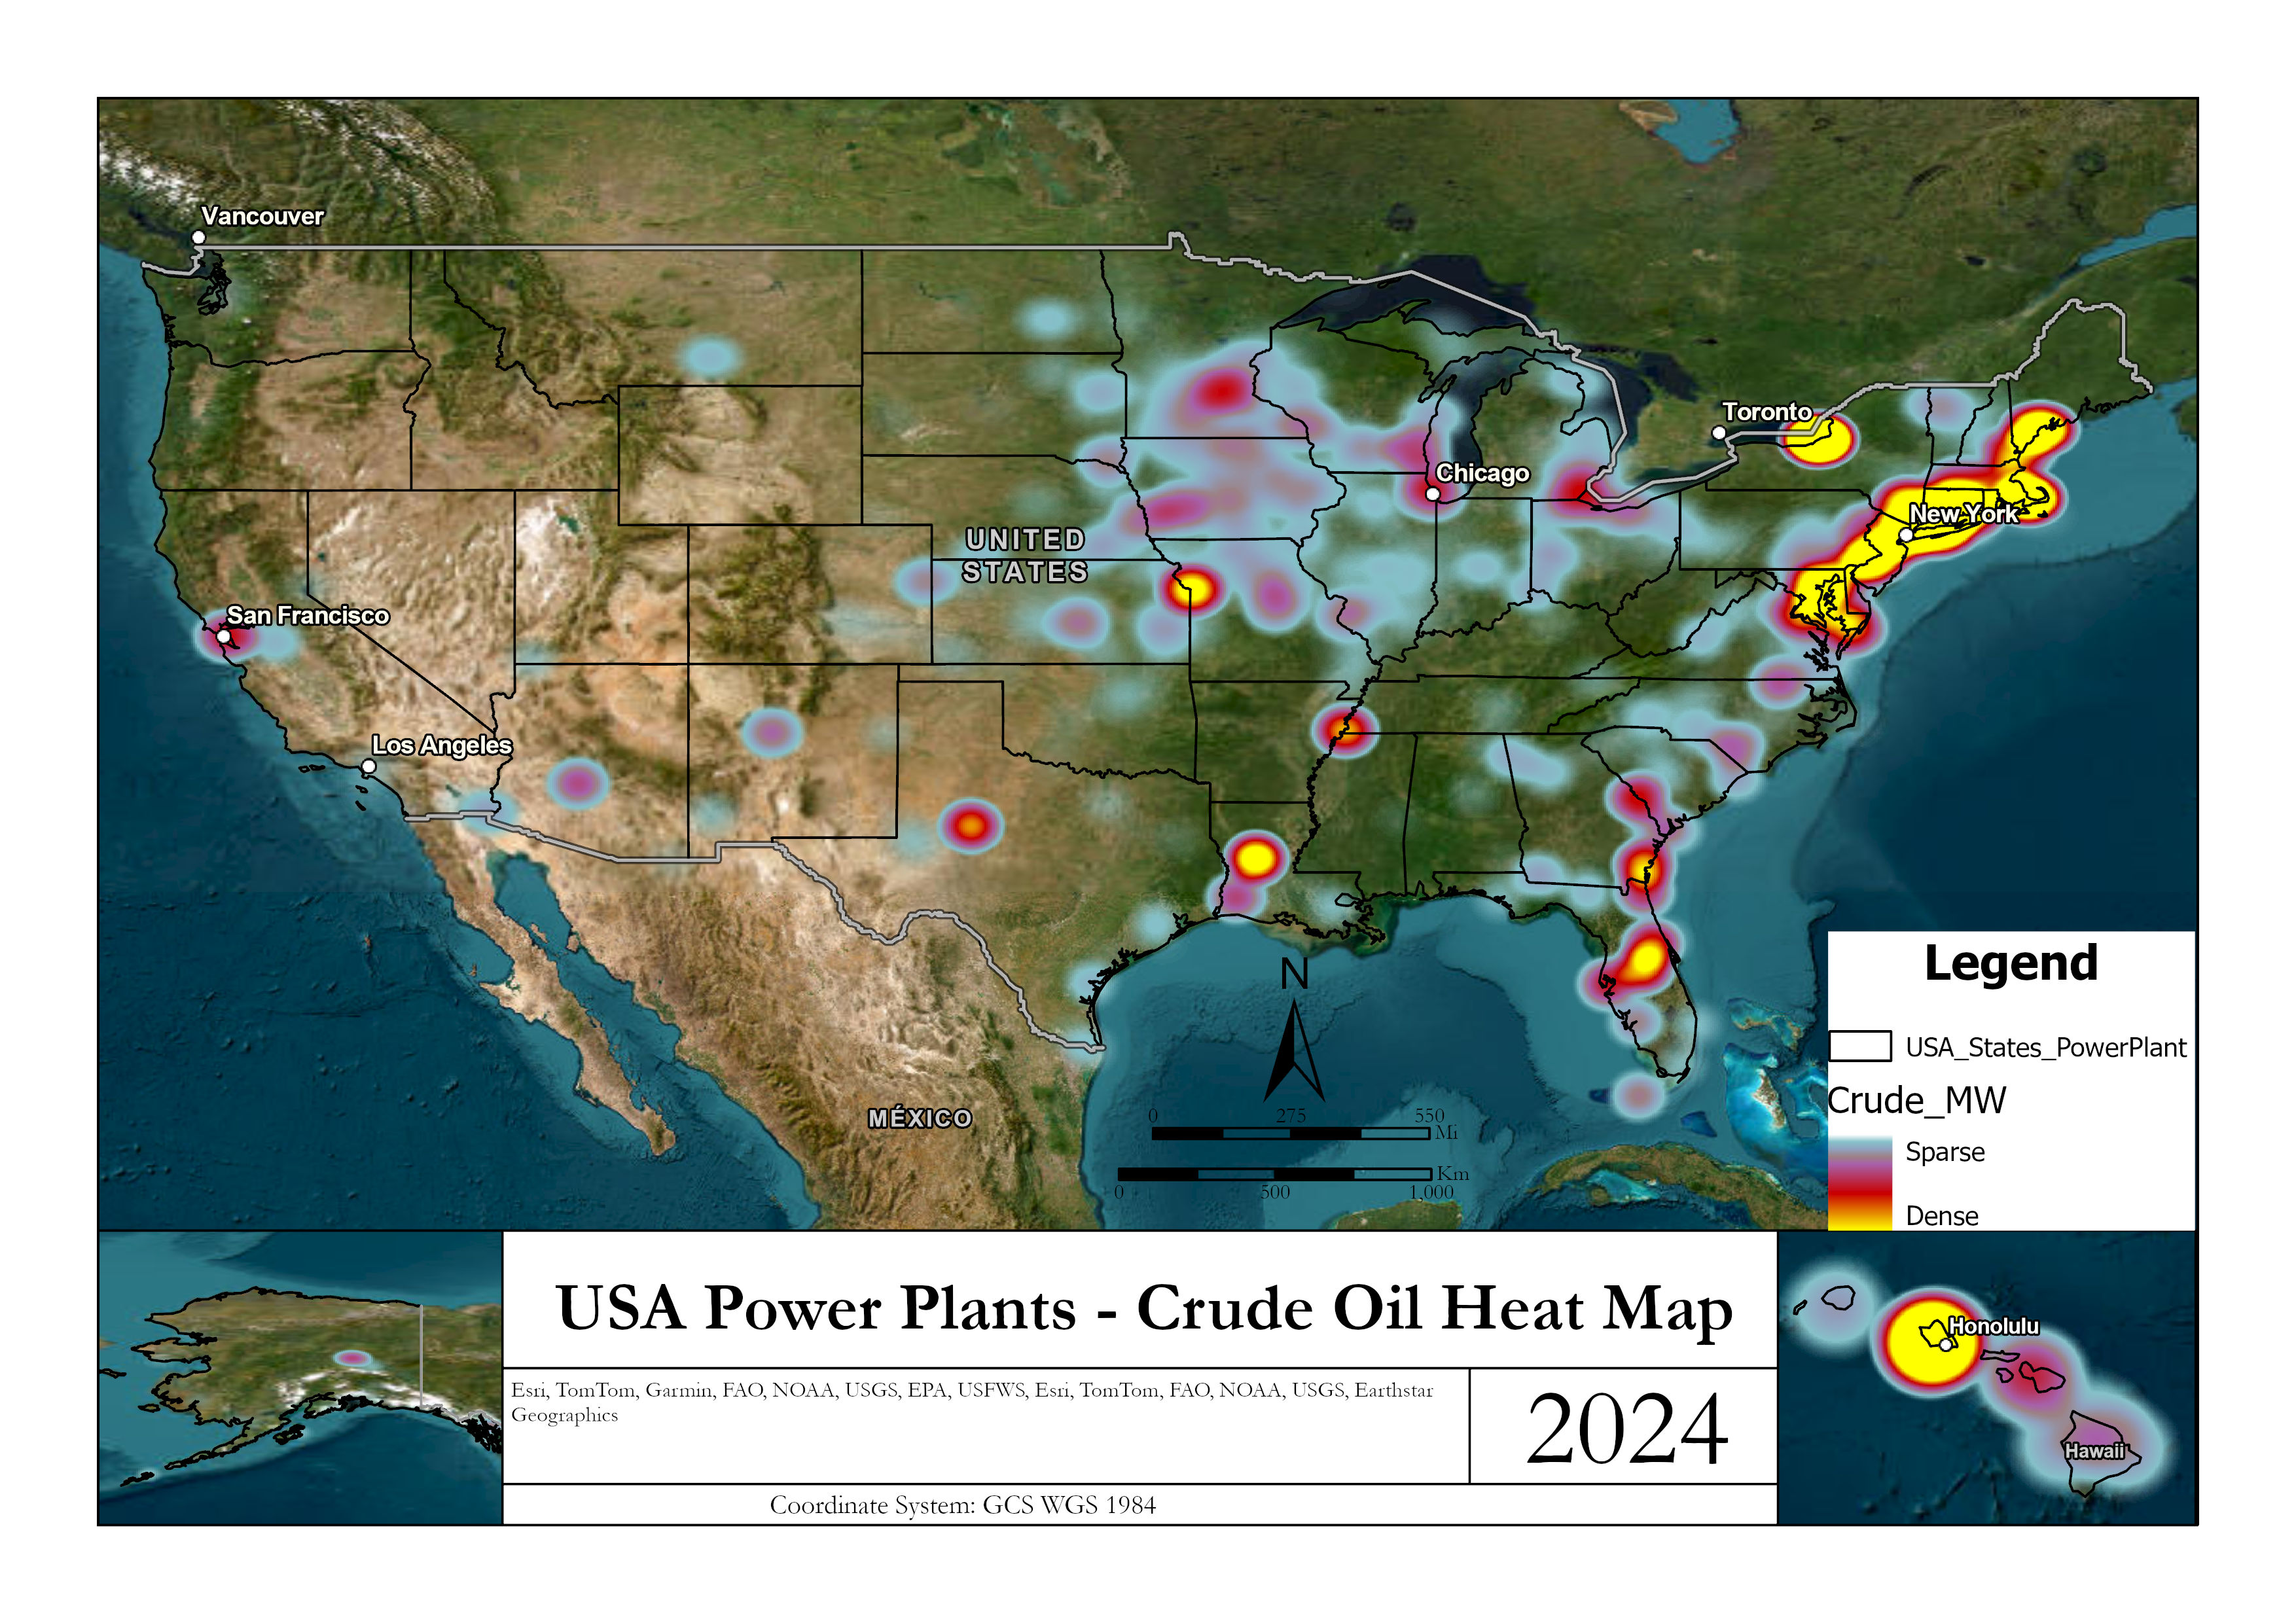 Vancouver
Toronto
Chicago
New York
UNITED
STATES
San Francisco
Los Angeles
MÉXICO
N
0 275 550
Mi
Km
0 500 1,000
Legend
USA_States_PowerPlant
Crude_MW
Sparse
Dense
USA Power Plants - Crude Oil Heat Map
Esri, TomTom, Garmin, FAO, NOAA, USGS, EPA, USFWS, Esri, TomTom, FAO, NOAA, USGS, Earthstar
Geographics
2024
Coordinate System: GCS WGS 1984
Honolulu
Hawaii